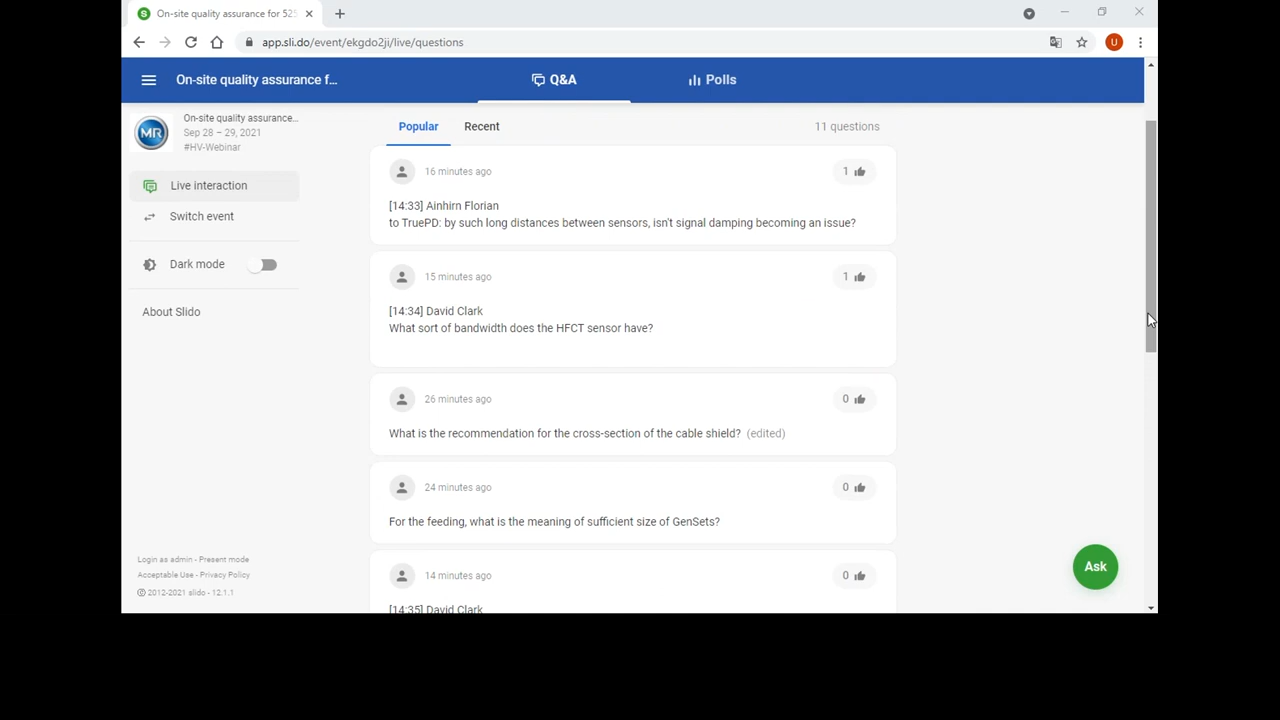 On-site quality assurance for 525
app.sli.do/event/ekgdo2ji/live/questions
U
On-site quality assurance f...
Q&A
Polls
MR
On-site quality assurance...
Sep 28 – 29, 2021
#HV-Webinar
Live interaction
Switch event
Dark mode
About Slido
Login as admin - Present mode
Acceptable Use - Privacy Policy
© 2012-2021 slido - 12.1.1
Popular
Recent
11 questions
16 minutes ago
1
[14:33] Ainhirn Florian
to TruePD: by such long distances between sensors, isn't signal damping becoming an issue?
15 minutes ago
1
[14:34] David Clark
What sort of bandwidth does the HFCT sensor have?
26 minutes ago
0
What is the recommendation for the cross-section of the cable shield? (edited)
24 minutes ago
0
For the feeding, what is the meaning of sufficient size of GenSets?
14 minutes ago
0
[14:35] David Clark
Ask